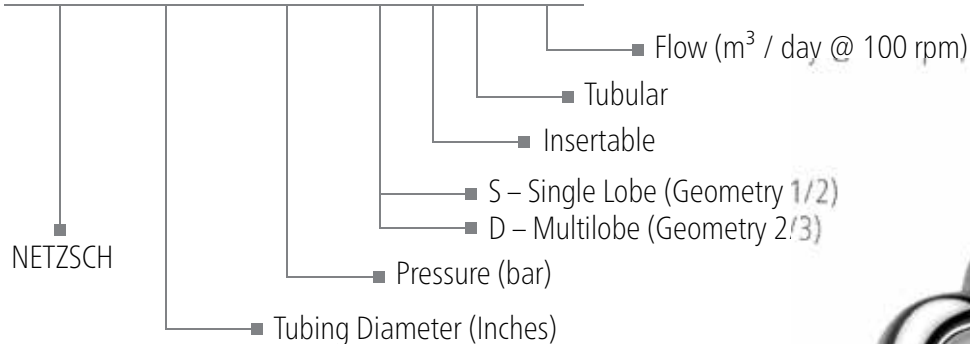 Flow (m³ / day @ 100 rpm)
Tubular
Insertable
S – Single Lobe (Geometry 1/2)
D – Multilobe (Geometry 2/3)
NETZSCH
Pressure (bar)
Tubing Diameter (Inches)